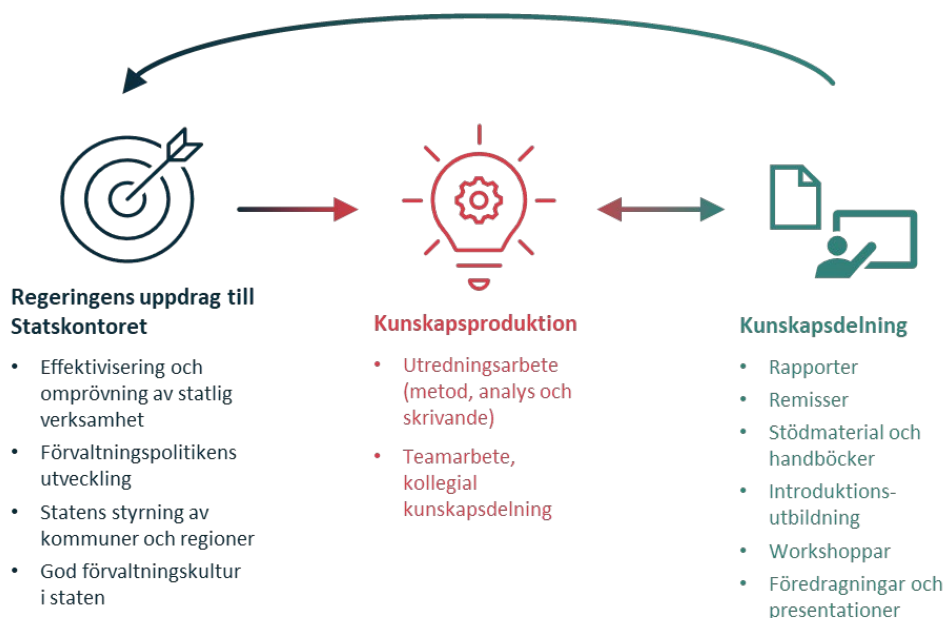 Regeringens uppdrag till
Statskontoret
• Effektivisering och
omprövning av statlig
verksamhet
• Förvaltningspolitikens
utveckling
• Statens styrning av
kommuner och regioner
• God förvaltningskultur
i staten
Kunskapsproduktion
• Utredningsarbete
(metod, analys och
skrivande)
• Teamarbete,
kollegial
kunskapsdelning
Kunskapsdelning
• Rapporter
• Remisser
• Stödmaterial och
handböcker
• Introduktions-
utbildning
• Workshoppar
• Föredragningar och
presentationer